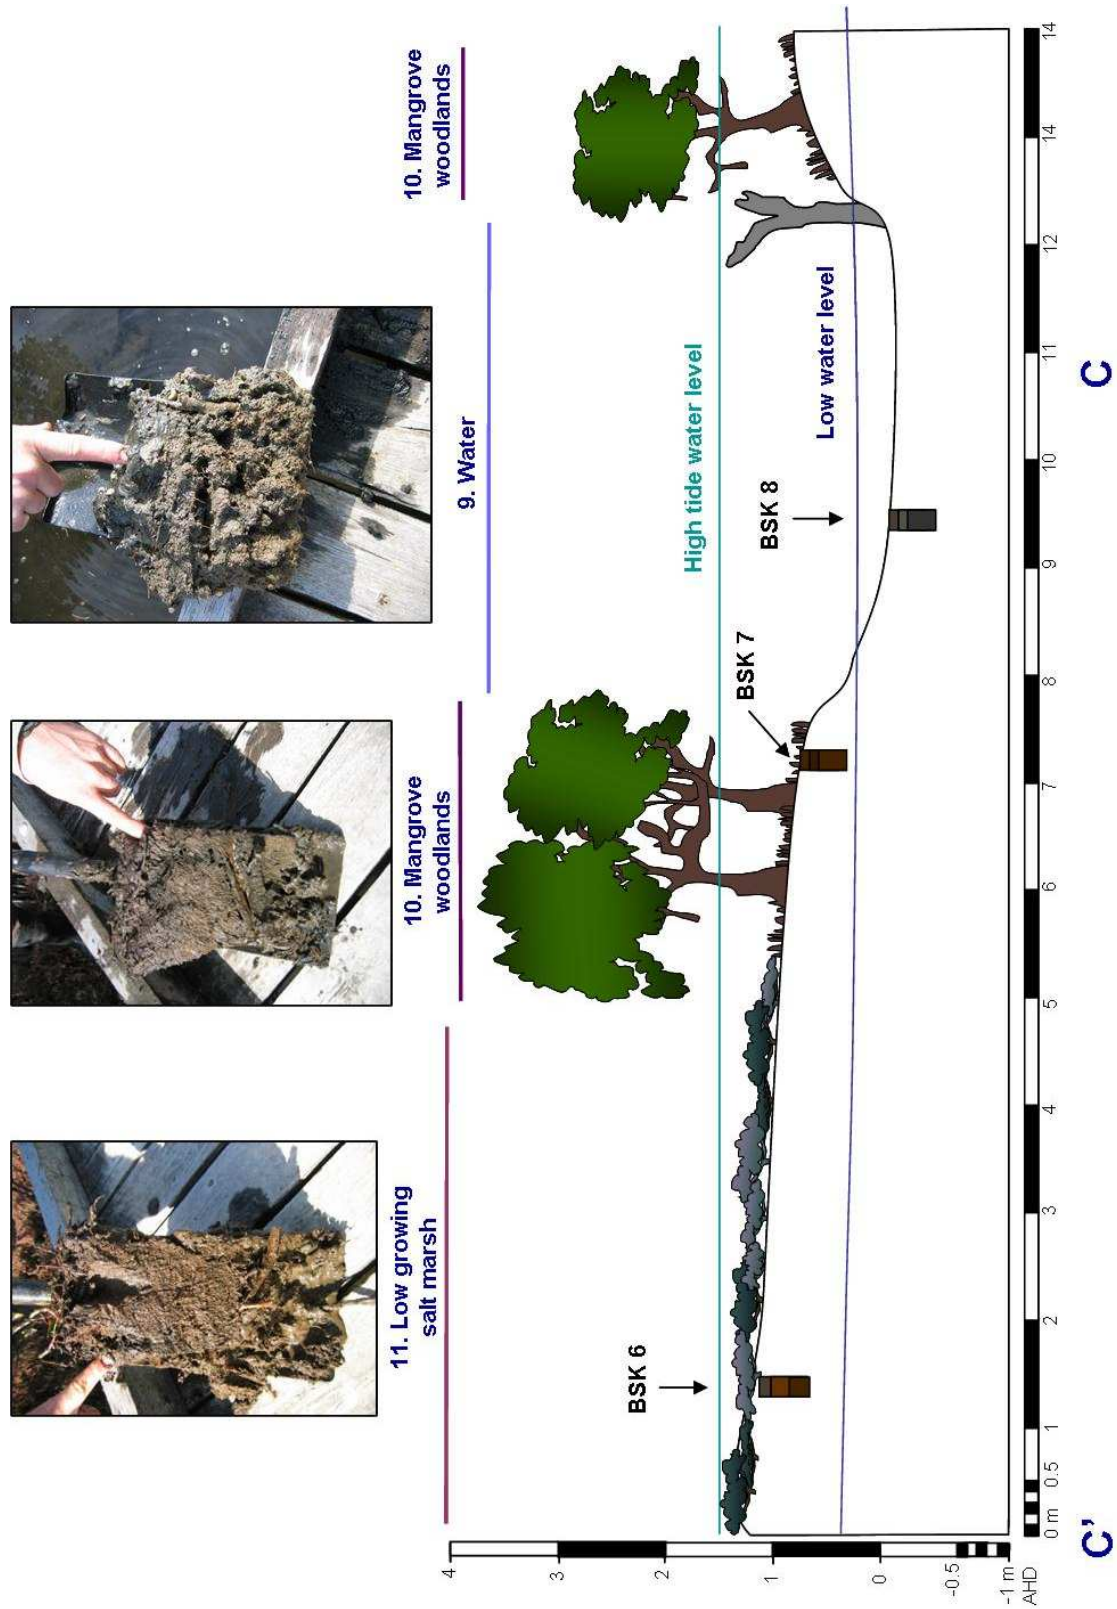 11. Low growing
salt marsh
10. Mangrove
woodlands
9. Water
10. Mangrove
woodlands
High tide water level
Low water level
BSK 6
BSK 7
BSK 8
4
3
2
1
0
-0.5
-1 m
AHD
0 m 0.5 1 2 3 4 5 6 7 8 9 10 11 12 14 14
C' C